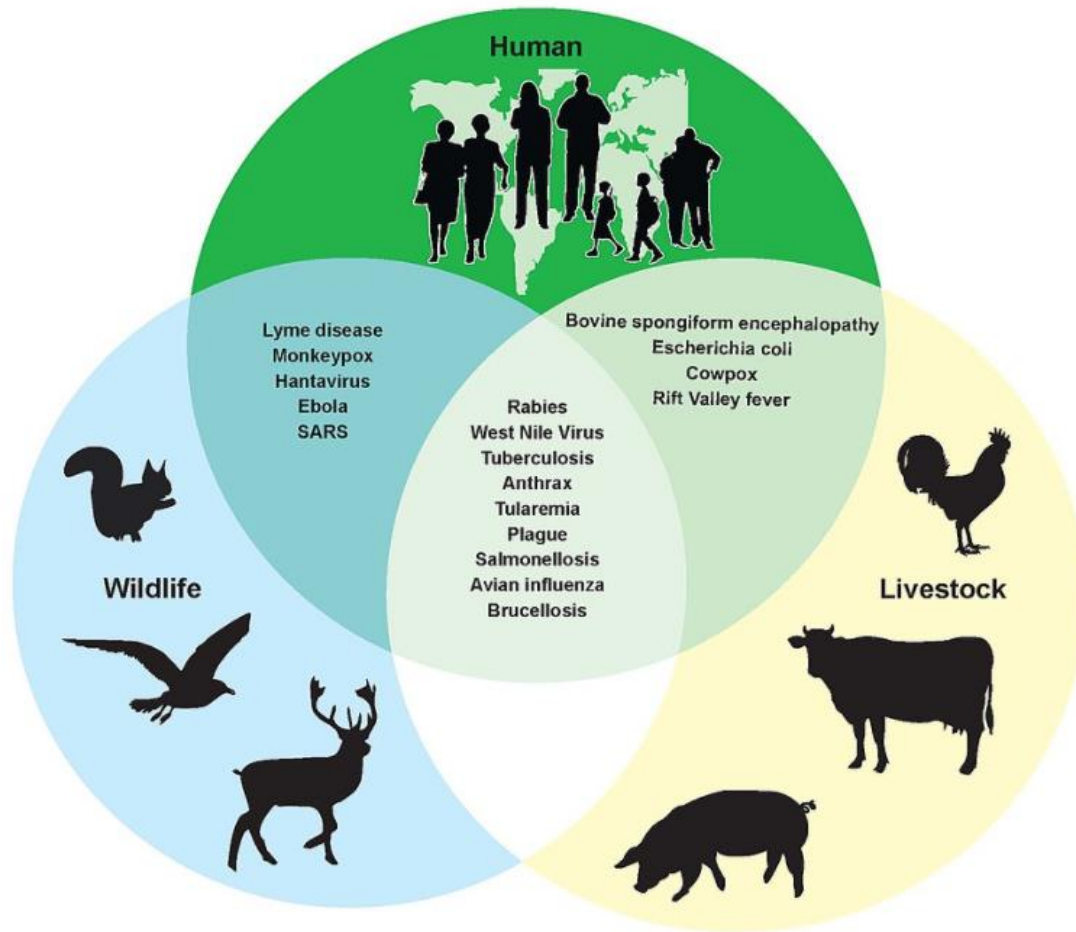 Human
Lyme disease
Monkeypox
Hantavirus
Ebola
SARS
Bovine spongiform encephalopathy
Escherichia coli
Cowpox
Rift Valley fever
Rabies
West Nile Virus
Tuberculosis
Anthrax
Tularemia
Plague
Salmonellosis
Avian influenza
Brucellosis
Wildlife
Livestock